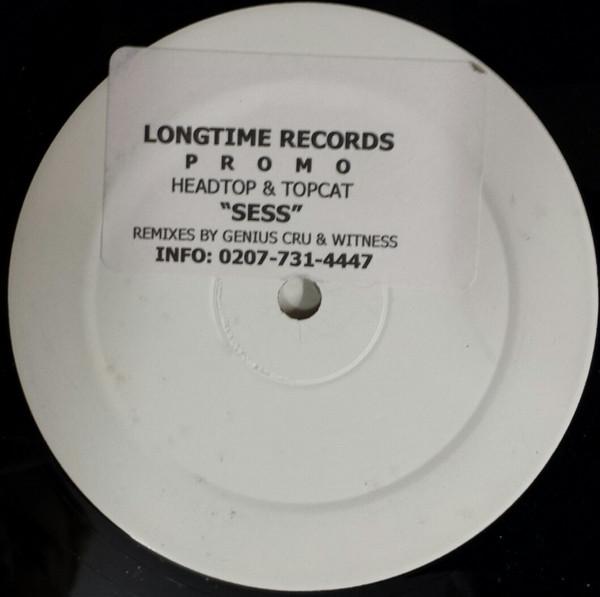 LONGTIME RECORDS
P R O M O
HEADTOP & TOPCAT
"SESS"
REMIXES BY GENIUS CRU & WITNESS
INFO: 0207-731-4447